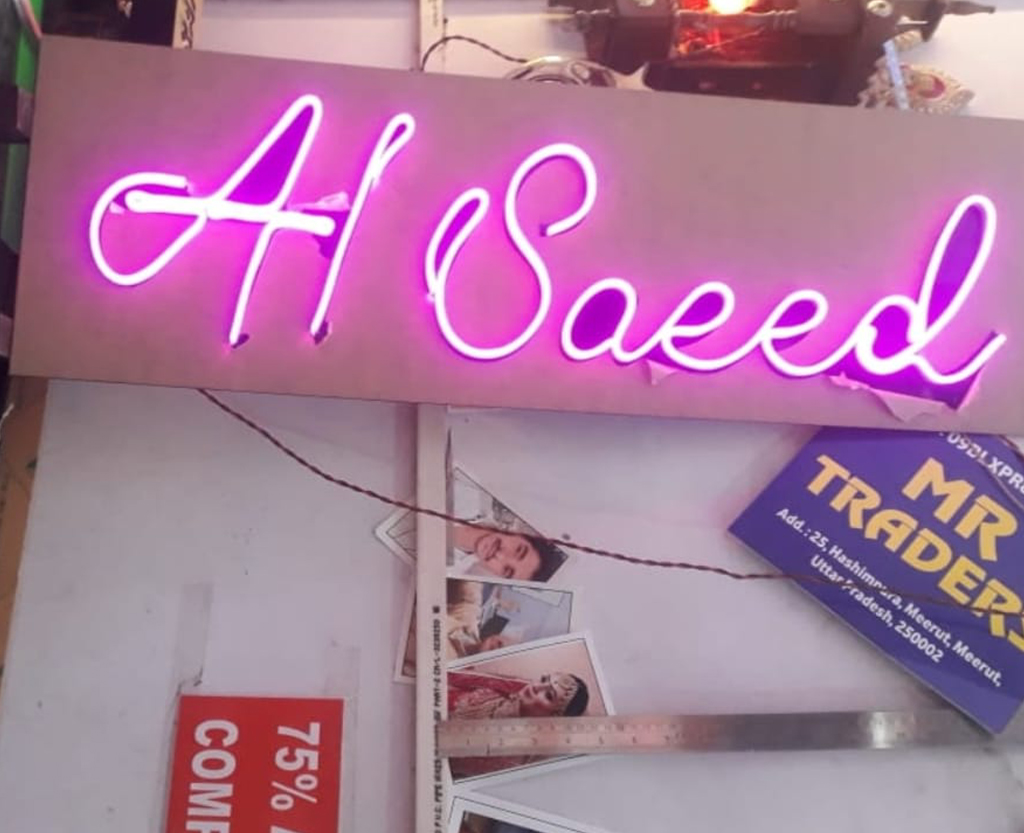 Al Saeed
MR
TRADERS
Add.: 25, Hashimpura, Meerut, Meerut,
Uttar Pradesh, 250002
75%